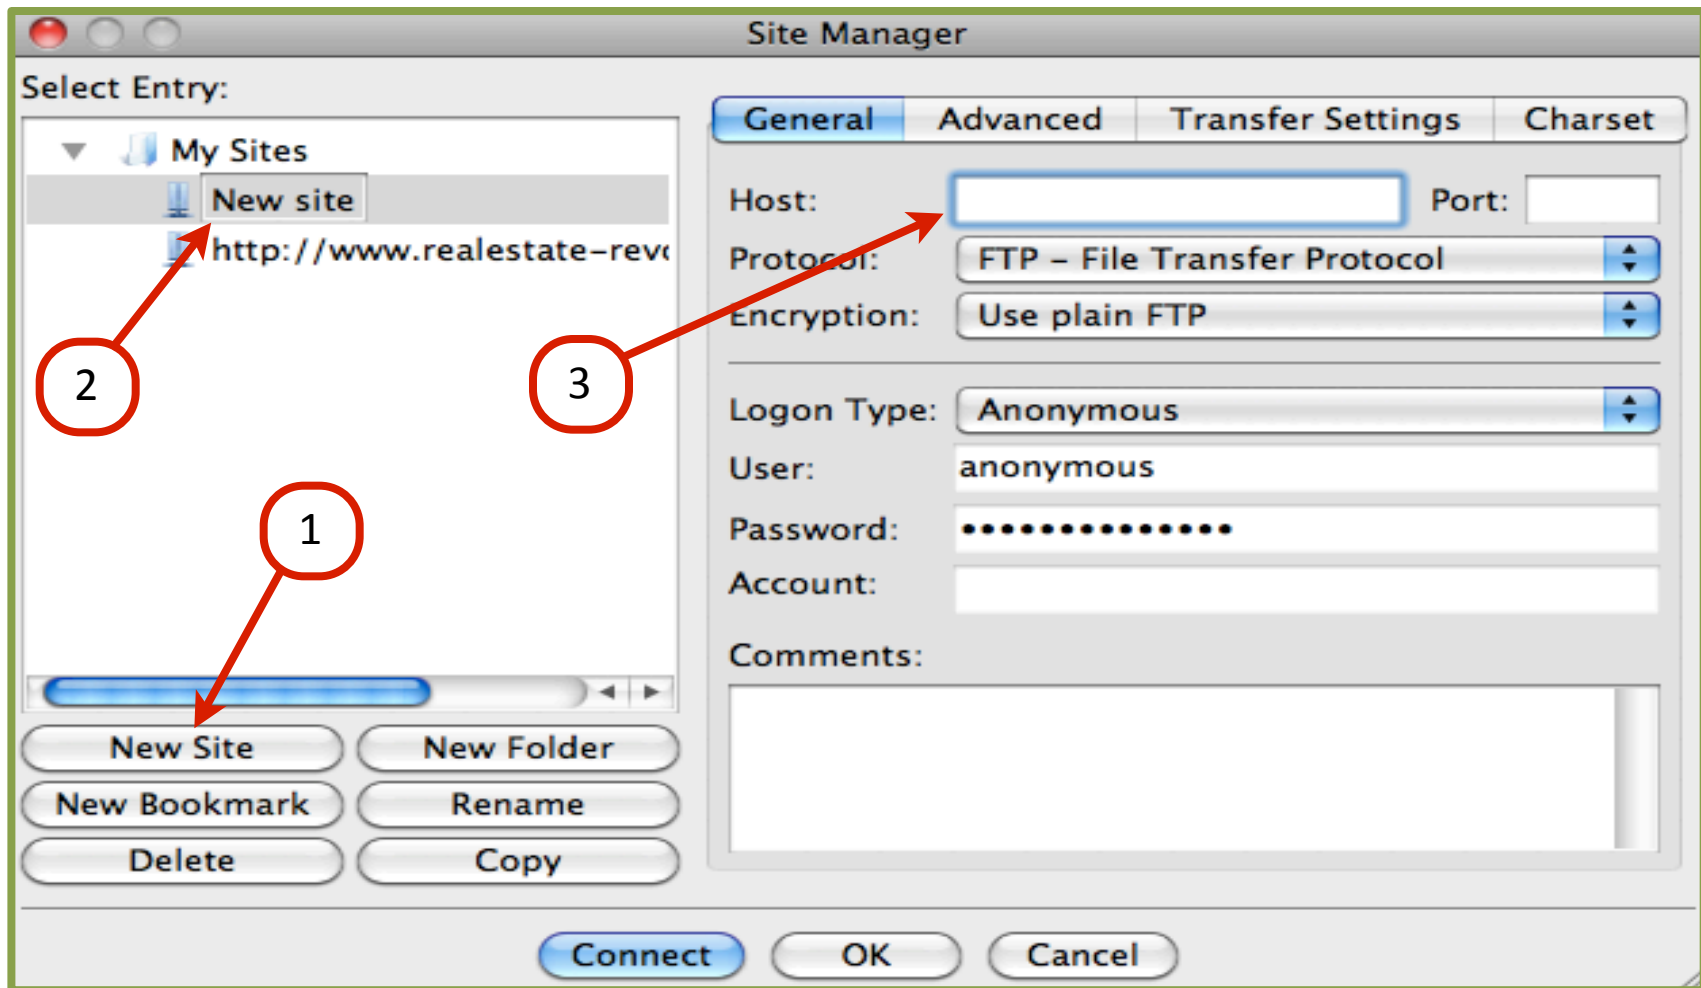 Site Manager
Select Entry:
My Sites
New site
http://www.realestate-revo
2
1
New Site New Folder
New Bookmark Rename
Delete Copy
General Advanced Transfer Settings Charset
Host: Port:
Protocol: FTP – File Transfer Protocol
Encryption: Use plain FTP
3
Logon Type: Anonymous
User: anonymous
Password: ••••••••••••••
Account:
Comments:
Connect OK Cancel